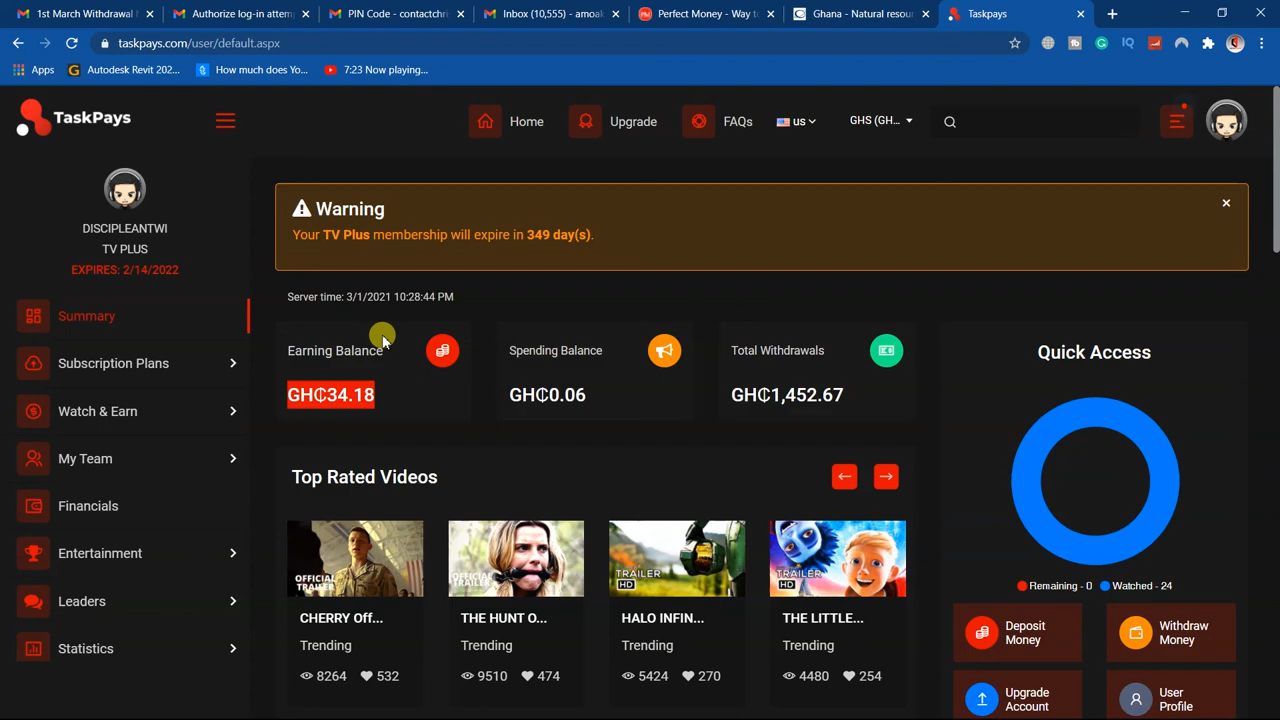 1st March Withdrawal
Authorize log-in attem
PIN Code - contactchri
Inbox (10,555) - amoa
Perfect Money - Way to
Ghana - Natural resour
Taskpays
taskpays.com/user/default.aspx
Apps
Autodesk Revit 202...
How much does Yo...
7:23 Now playing...
TaskPays
Home
Upgrade
FAQs
us
GHS (GH...
DISCIPLEANTWI
TV PLUS
EXPIRES: 2/14/2022
Summary
Subscription Plans
Watch & Earn
My Team
Financials
Entertainment
Leaders
Statistics
Warning
Your TV Plus membership will expire in 349 day(s).
Server time: 3/1/2021 10:28:44 PM
Earning Balance
GH₵34.18
Spending Balance
GH₵0.06
Total Withdrawals
GH₵1,452.67
Top Rated Videos
OFFICIAL
TRAILER
CHERRY Off...
Trending
8264 532
OFFICIAL
TRAILER
THE HUNT O...
Trending
9510 474
TRAILER
HD
HALO INFIN...
Trending
5424 270
TRAILER
HD
THE LITTLE...
Trending
4480 254
Quick Access
Remaining - 0 Watched - 24
Deposit
Money
Withdraw
Money
Upgrade
Account
User
Profile